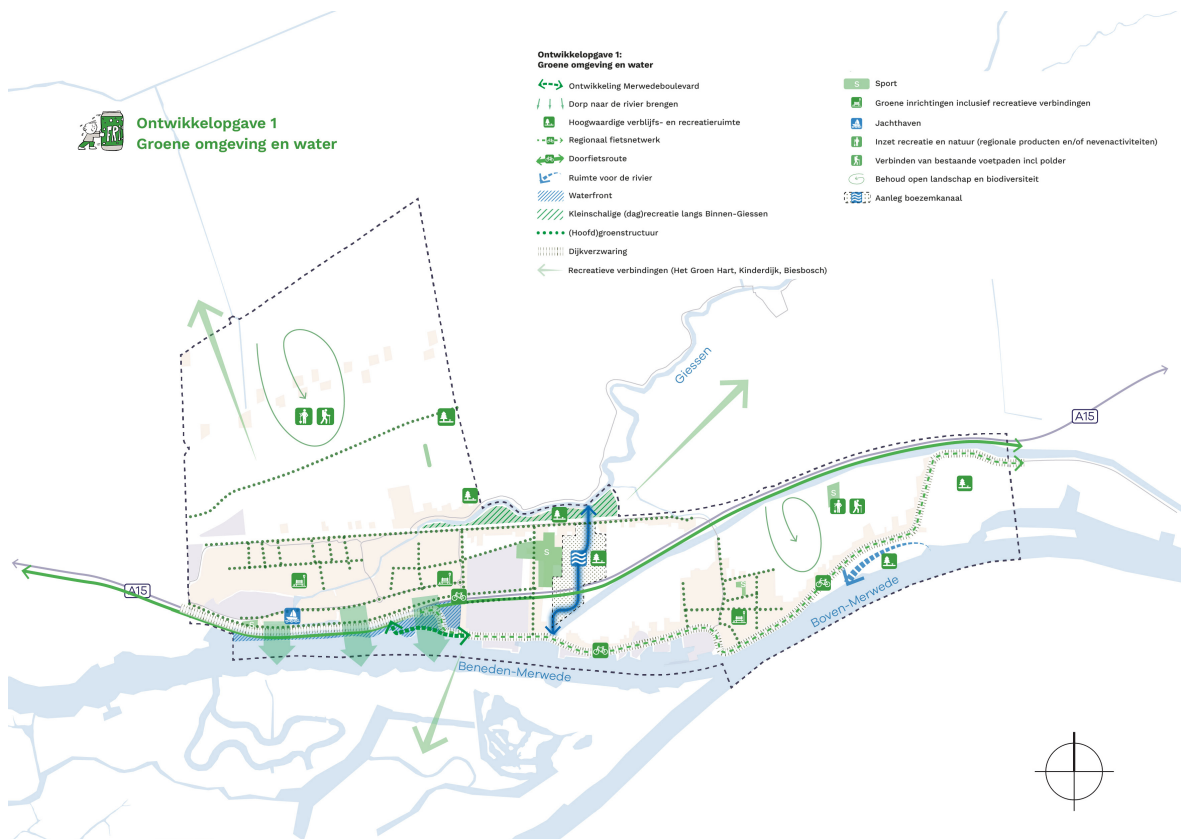 Ontwikkelopgave 1:
Groene omgeving en water
Ontwikkeling Merwedeboulevard
Dorp naar de rivier brengen
Hoogwaardige verblijfs- en recreatieruimte
Regionaal fietsnetwerk
Doorfietsroute
Ruimte voor de rivier
Waterfront
Kleinschalige (dag)recreatie langs Binnen-Giessen
(Hoofd)groenstructuur
Dijkverzwaring
Recreatieve verbindingen (Het Groen Hart, Kinderdijk, Biesbosch)
S Sport
Groene inrichtingen inclusief recreatieve verbindingen
Jachthaven
Inzet recreatie en natuur (regionale producten en/of nevenactiviteiten)
Verbinden van bestaande voetpaden incl polder
Behoud open landschap en biodiversiteit
Aanleg boezemkanaal
FRIS
Ontwikkelopgave 1
Groene omgeving en water
Giessen
A15
S
S
S
A15
Boven-Merwede
Beneden-Merwede